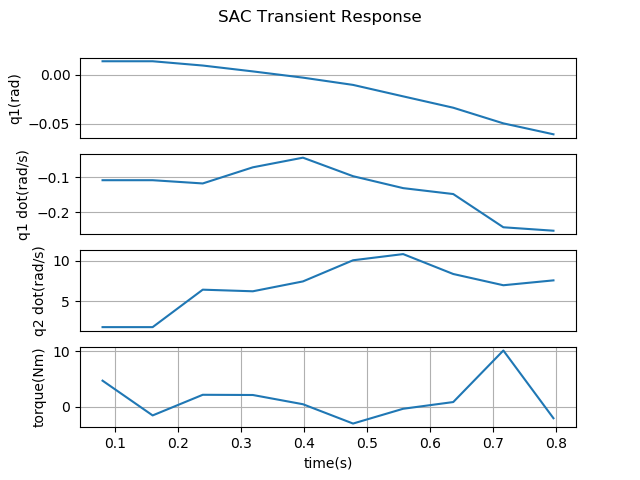 SAC Transient Response
0.00
−0.05
q1(rad)
−0.1
−0.2
q1 dot(rad/s)
10
5
q2 dot(rad/s)
10
0
torque(Nm)
0.1 0.2 0.3 0.4 0.5 0.6 0.7 0.8
time(s)